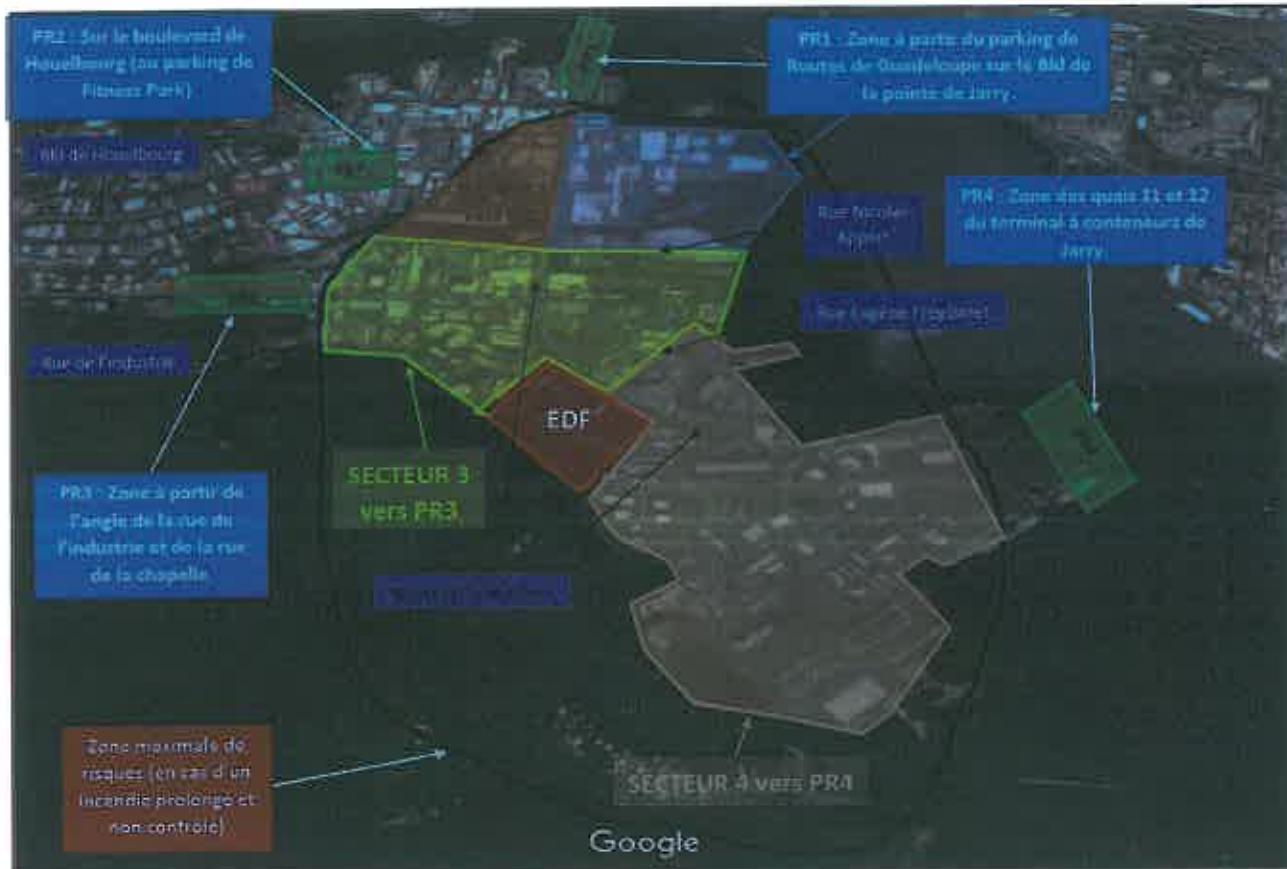 PR2 : Sur le boulevard de
Houelbourg (au parking de
Fitness Park)
PR1 : Zone à partir du parking de
Routes de Guadeloupe sur le Bld de
la pointe de Jarry.
Bld de Houelbourg
Rue Nicolas
Appert
PR4 : Zone des quais 11 et 12
du terminal à conteneurs de
Jarry.
Rue Eugène Freyssinet
Rue de l'industrie
EDF
SECTEUR 3
vers PR3
PR3 : Zone à partir de
l'angle de la rue de
l'industrie et de la rue
de la chapelle
Zone maximale de
risques (en cas d'un
incendie prolongé et
non contrôlé)
SECTEUR 4 vers PR4
Google